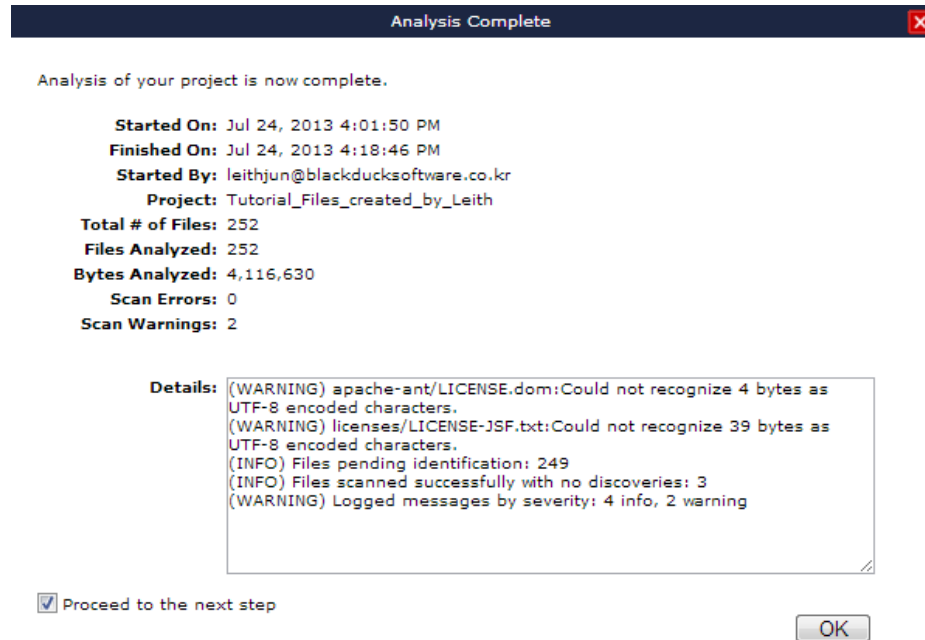 Analysis Complete
Analysis of your project is now complete.
Started On: Jul 24, 2013 4:01:50 PM
Finished On: Jul 24, 2013 4:18:46 PM
Started By: leithjun@blackducksoftware.co.kr
Project: Tutorial_Files_created_by_Leith
Total # of Files: 252
Files Analyzed: 252
Bytes Analyzed: 4,116,630
Scan Errors: 0
Scan Warnings: 2
Details: (WARNING) apache-ant/LICENSE.dom:Could not recognize 4 bytes as
UTF-8 encoded characters.
(WARNING) licenses/LICENSE-JSF.txt:Could not recognize 39 bytes as
UTF-8 encoded characters.
(INFO) Files pending identification: 249
(INFO) Files scanned successfully with no discoveries: 3
(WARNING) Logged messages by severity: 4 info, 2 warning
Proceed to the next step
OK